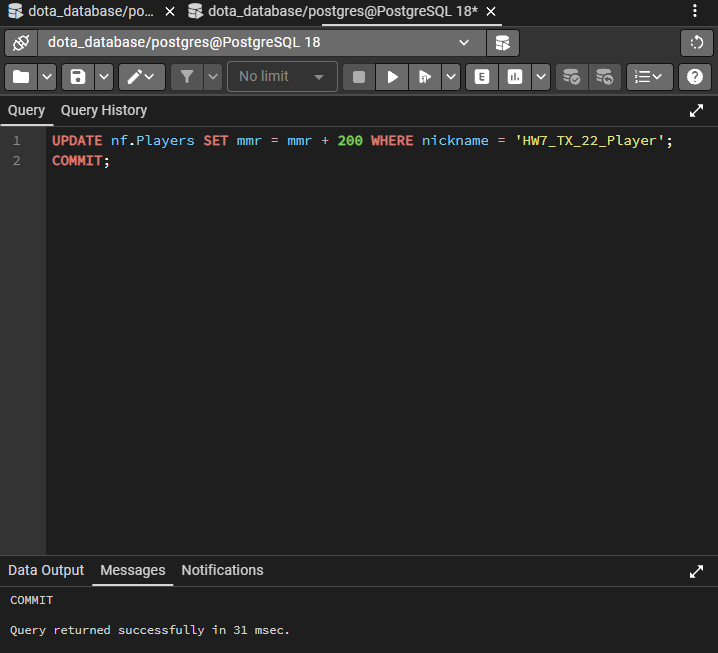 dota_database/po... dota_database/postgres@PostgreSQL 18*
dota_database/postgres@PostgreSQL 18
No limit E
Query Query History
1 UPDATE nf.Players SET mmr = mmr + 200 WHERE nickname = 'HW7_TX_22_Player';
2 COMMIT;
Data Output Messages Notifications
COMMIT
Query returned successfully in 31 msec.